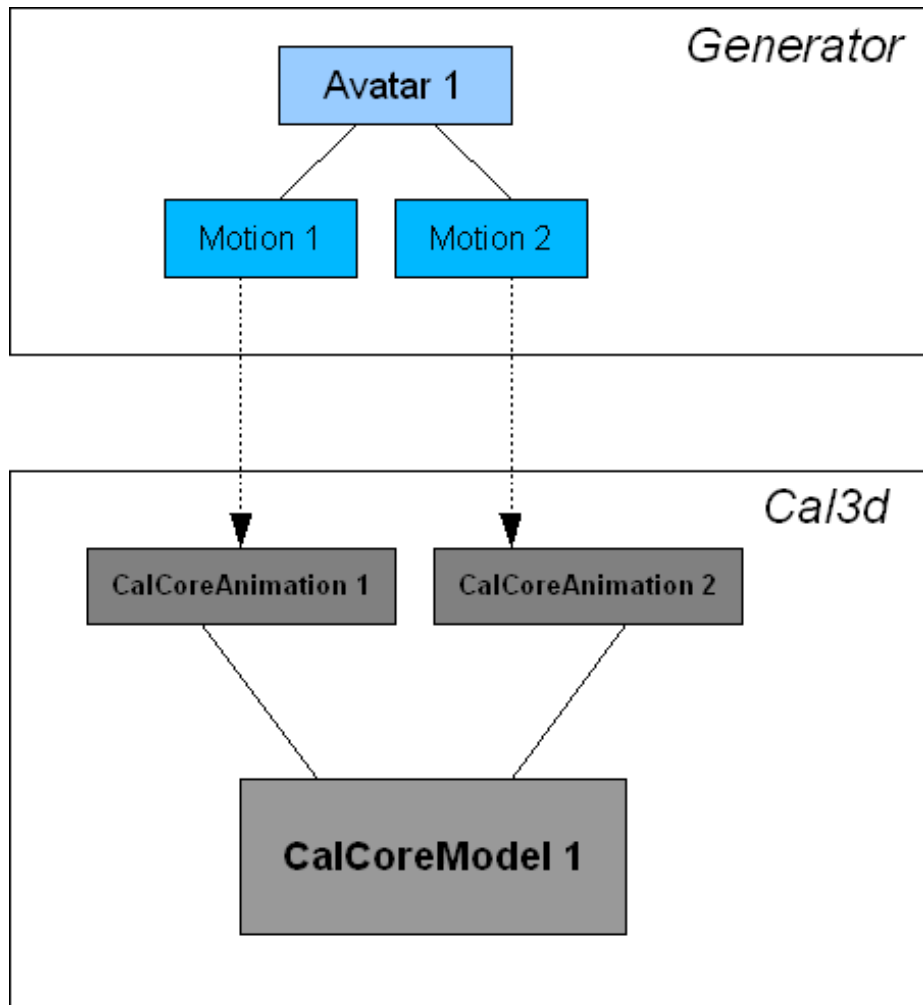 Generator
Avatar 1
Motion 1
Motion 2
Cal3d
CalCoreAnimation 1
CalCoreAnimation 2
CalCoreModel 1